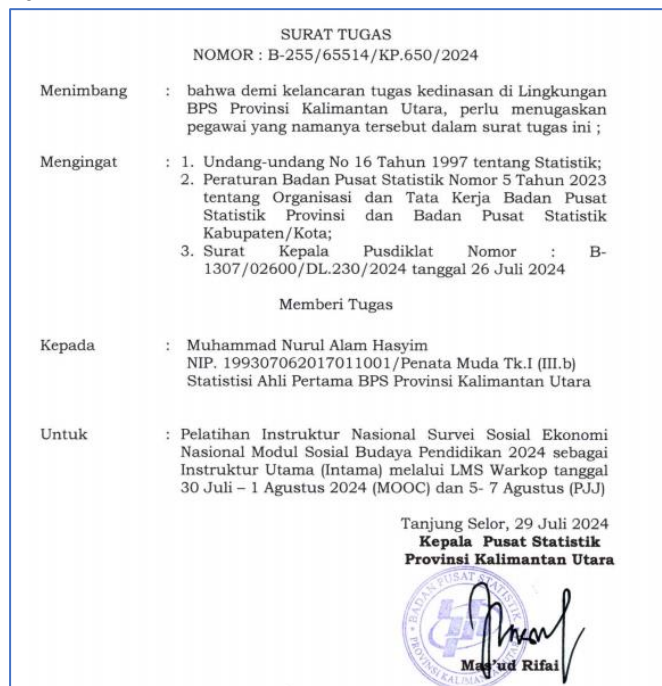 SURAT TUGAS
NOMOR : B-255/65514/KP.650/2024
Menimbang : bahwa demi kelancaran tugas kedinasan di Lingkungan
BPS Provinsi Kalimantan Utara, perlu menugaskan
pegawai yang namanya tersebut dalam surat tugas ini ;
Mengingat : 1. Undang-undang No 16 Tahun 1997 tentang Statistik;
2. Peraturan Badan Pusat Statistik Nomor 5 Tahun 2023
tentang Organisasi dan Tata Kerja Badan Pusat
Statistik Provinsi dan Badan Pusat Statistik
Kabupaten/Kota;
3. Surat Kepala Pusdiklat Nomor : B-
1307/02600/DL.230/2024 tanggal 26 Juli 2024
Memberi Tugas
Kepada : Muhammad Nurul Alam Hasyim
NIP. 199307062017011001/Penata Muda Tk.I (III.b)
Statistisi Ahli Pertama BPS Provinsi Kalimantan Utara
Untuk : Pelatihan Instruktur Nasional Survei Sosial Ekonomi
Nasional Modul Sosial Budaya Pendidikan 2024 sebagai
Instruktur Utama (Intama) melalui LMS Warkop tanggal
30 Juli – 1 Agustus 2024 (MOOC) dan 5- 7 Agustus (PJJ)
Tanjung Selor, 29 Juli 2024
Kepala Pusat Statistik
Provinsi Kalimantan Utara
BADAN PUSAT STATISTIK
PROVINSI KALIMANTAN UTARA
Mas'ud Rifai